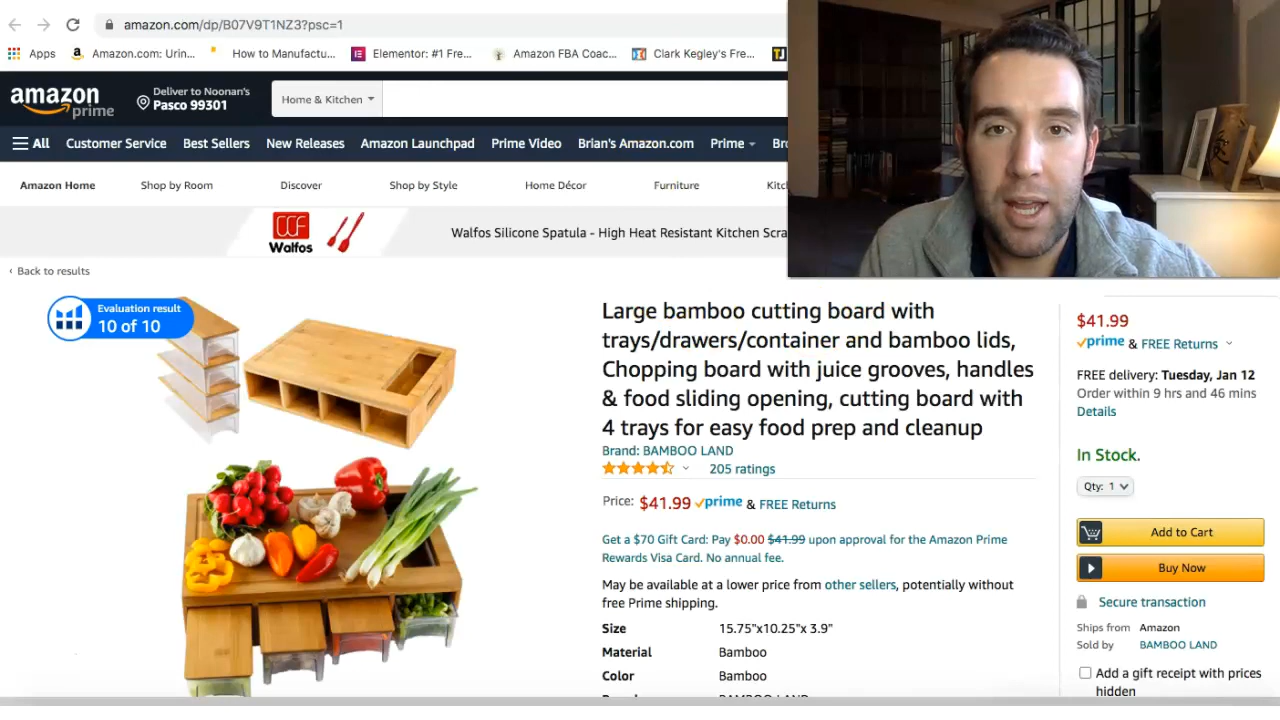 amazon.com/dp/B07V9T1NZ3?psc=1
Apps
Amazon.com: Urin...
How to Manufactu...
Elementor: #1 Fre...
Amazon FBA Coac...
Clark Kegley's Fre...
TJ
amazon
prime
Deliver to Noonan's
Pasco 99301
Home & Kitchen
All
Customer Service
Best Sellers
New Releases
Amazon Launchpad
Prime Video
Brian's Amazon.com
Prime
Amazon Home
Shop by Room
Discover
Shop by Style
Home Décor
Furniture
Walfos
Walfos Silicone Spatula - High Heat Resistant Kitchen Scra
‹ Back to results
Evaluation result
10 of 10
Large bamboo cutting board with
trays/drawers/container and bamboo lids,
Chopping board with juice grooves, handles
& food sliding opening, cutting board with
4 trays for easy food prep and cleanup
Brand: BAMBOO LAND
205 ratings
Price: $41.99 prime & FREE Returns
Get a $70 Gift Card: Pay $0.00 $41.99 upon approval for the Amazon Prime
Rewards Visa Card. No annual fee.
May be available at a lower price from other sellers, potentially without
free Prime shipping.
Size 15.75"x10.25"x 3.9"
Material Bamboo
Color Bamboo
$41.99
prime & FREE Returns
FREE delivery: Tuesday, Jan 12
Order within 9 hrs and 46 mins
Details
In Stock.
Qty: 1
Add to Cart
Buy Now
Secure transaction
Ships from Amazon
Sold by BAMBOO LAND
Add a gift receipt with prices
hidden